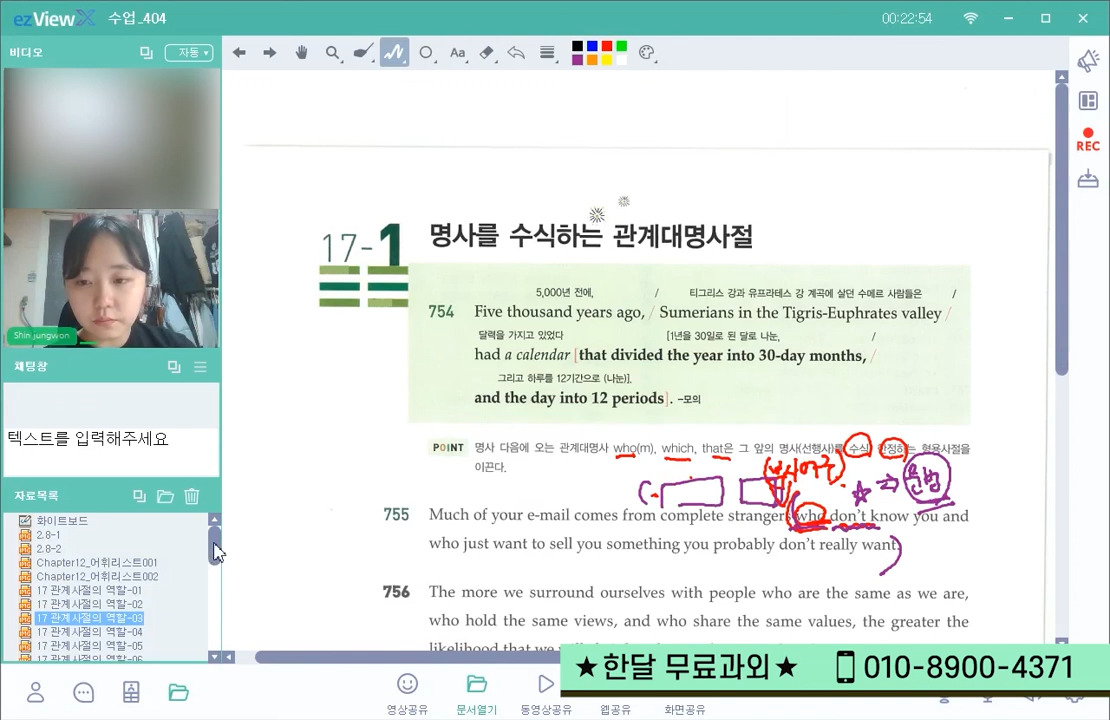 ezViewX 수업_404 00:22:54
비디오
자동
Aa
REC
Shin jungwon
채팅창
텍스트를 입력해주세요
자료목록
화이트보드
2.8-1
2.8-2
Chapter12_어휘리스트001
Chapter12_어휘리스트002
17 관계사절의 역할-01
17 관계사절의 역할-02
17 관계사절의 역할-03
17 관계사절의 역할-04
17 관계사절의 역할-05
17-1 명사를 수식하는 관계대명사절
5,000년 전에, / 티그리스 강과 유프라테스 강 계곡에 살던 수메르 사람들은 /
754 Five thousand years ago, / Sumerians in the Tigris-Euphrates valley /
달력을 가지고 있었다 [1년을 30일로 된 달로 나눈, /
had a calendar [that divided the year into 30-day months, /
그리고 하루를 12기간으로 (나눈)].
and the day into 12 periods]. –모의
POINT 명사 다음에 오는 관계대명사 who(m), which, that은 그 앞의 명사(선행사)를 수식, 한정하는 형용사절을
이끈다.
문법
755 Much of your e-mail comes from complete strangers who don't know you and
who just want to sell you something you probably don't really want.
756 The more we surround ourselves with people who are the same as we are,
who hold the same views, and who share the same values, the greater the
likelihood that we
★한달 무료과외★ 010-8900-4371
영상공유 문서열기 동영상공유 웹공유 화면공유